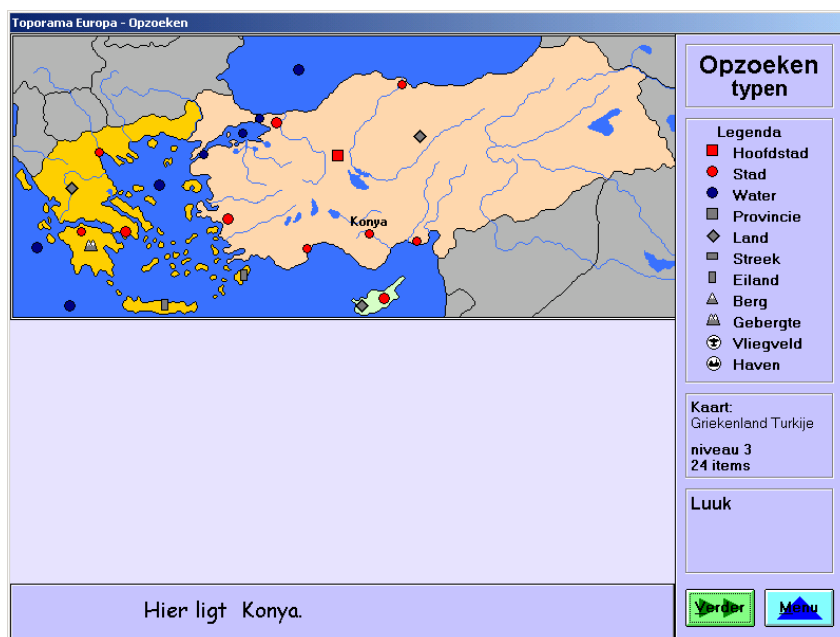 Toporama Europa - Opzoeken
Konya
Opzoeken
typen
Legenda
Hoofdstad
Stad
Water
Provincie
Land
Streek
Eiland
Berg
Gebergte
Vliegveld
Haven
Kaart:
Griekenland Turkije
niveau 3
24 items
Luuk
Hier ligt Konya.
Verder
Menu